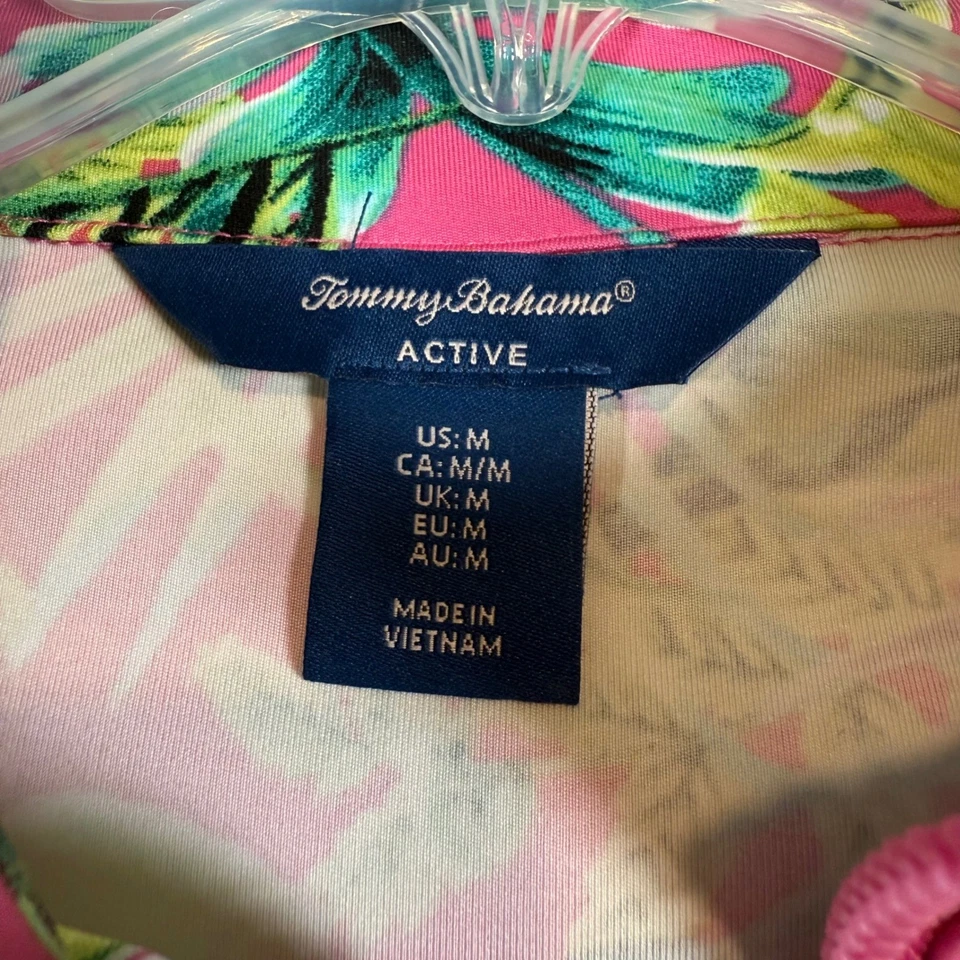 Tommy Bahama®
ACTIVE
US: M
CA: M/M
UK: M
EU: M
AU: M
MADE IN
VIETNAM